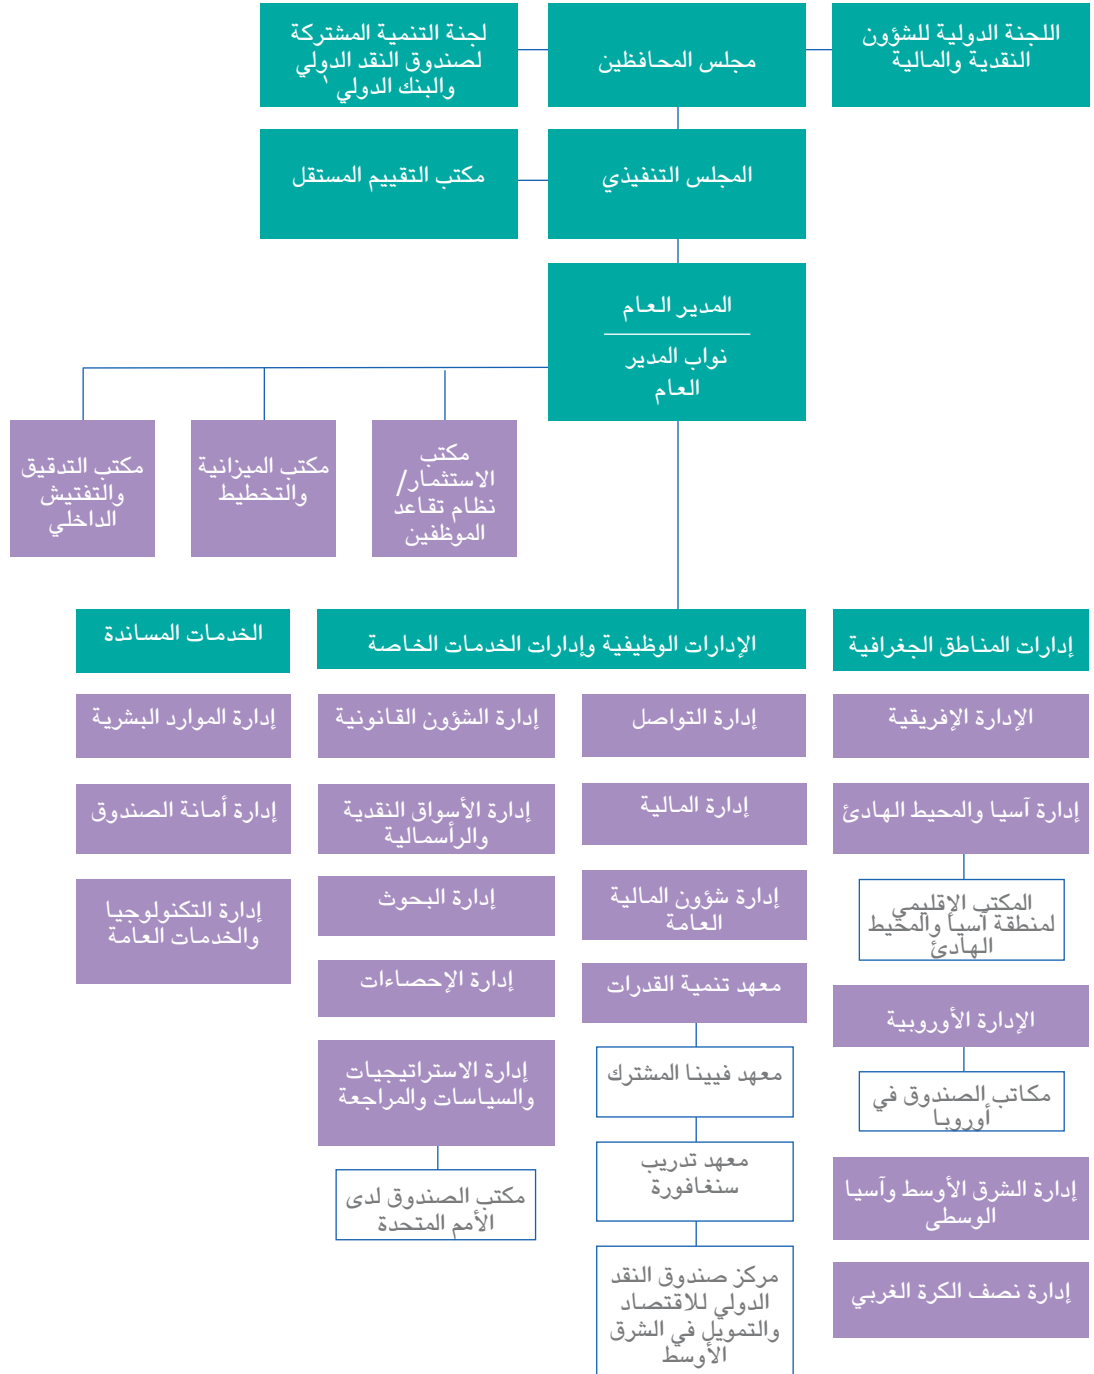 اللجنة الدولية للشؤون
النقدية والمالية
مجلس المحافظين
لجنة التنمية المشتركة
لصندوق النقد الدولي
والبنك الدولي ١
المجلس التنفيذي
مكتب التقييم المستقل
المدير العام
نواب المدير
العام
مكتب
الاستثمار/
نظام تقاعد
الموظفين
مكتب الميزانية
والتخطيط
مكتب التدقيق
والتفتيش
الداخلي
إدارات المناطق الجغرافية
الإدارة الإفريقية
إدارة آسيا والمحيط الهادئ
المكتب الإقليمي
لمنطقة آسيا والمحيط
الهادئ
الإدارة الأوروبية
مكاتب الصندوق في
أوروبا
إدارة الشرق الأوسط وآسيا
الوسطى
إدارة نصف الكرة الغربي
الإدارات الوظيفية وإدارات الخدمات الخاصة
إدارة التواصل
إدارة المالية
إدارة شؤون المالية
العامة
معهد تنمية القدرات
معهد فيينا المشترك
معهد تدريب
سنغافورة
مركز صندوق النقد
الدولي للاقتصاد
والتمويل في الشرق
الأوسط
إدارة الشؤون القانونية
إدارة الأسواق النقدية
والرأسمالية
إدارة البحوث
إدارة الإحصاءات
إدارة الاستراتيجيات
والسياسات والمراجعة
مكتب الصندوق لدى
الأمم المتحدة
الخدمات المساندة
إدارة الموارد البشرية
إدارة أمانة الصندوق
إدارة التكنولوجيا
والخدمات العامة